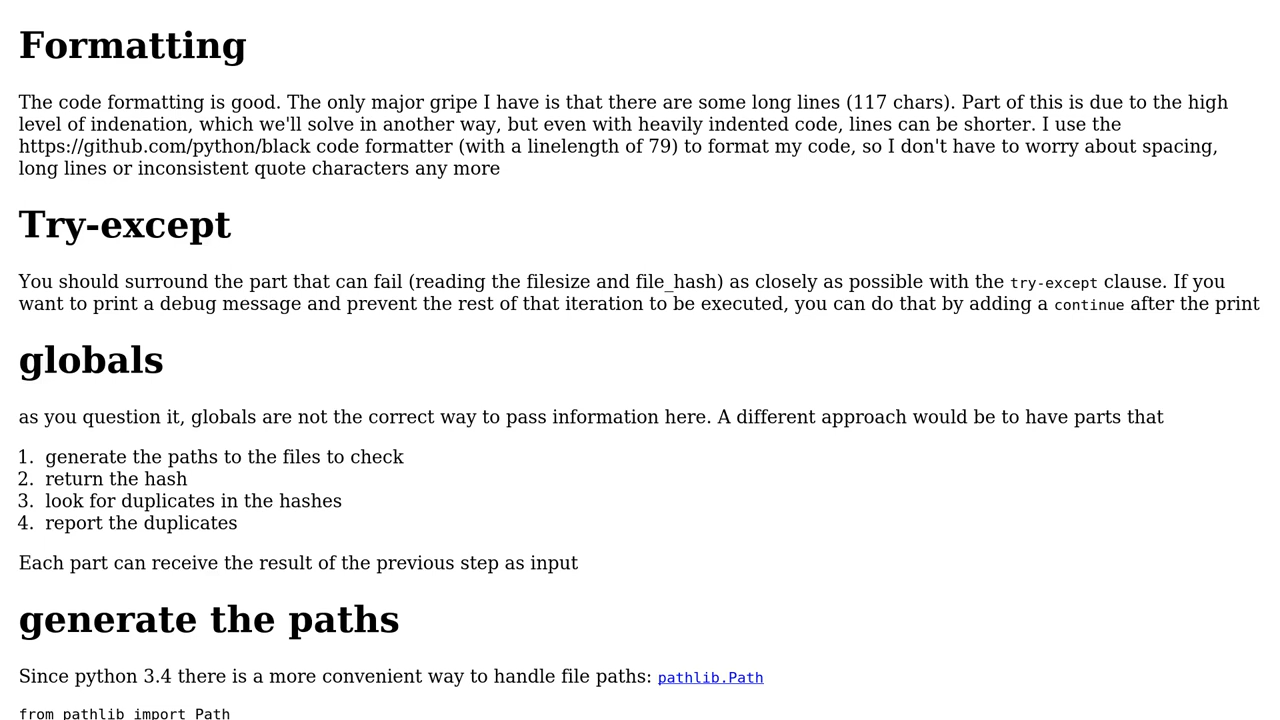 Formatting
The code formatting is good. The only major gripe I have is that there are some long lines (117 chars). Part of this is due to the high
level of indenation, which we'll solve in another way, but even with heavily indented code, lines can be shorter. I use the
https://github.com/python/black code formatter (with a linelength of 79) to format my code, so I don't have to worry about spacing,
long lines or inconsistent quote characters any more
Try-except
You should surround the part that can fail (reading the filesize and file_hash) as closely as possible with the try-except clause. If you
want to print a debug message and prevent the rest of that iteration to be executed, you can do that by adding a continue after the print
globals
as you question it, globals are not the correct way to pass information here. A different approach would be to have parts that
1. generate the paths to the files to check
2. return the hash
3. look for duplicates in the hashes
4. report the duplicates
Each part can receive the result of the previous step as input
generate the paths
Since python 3.4 there is a more convenient way to handle file paths: pathlib.Path
from pathlib import Path